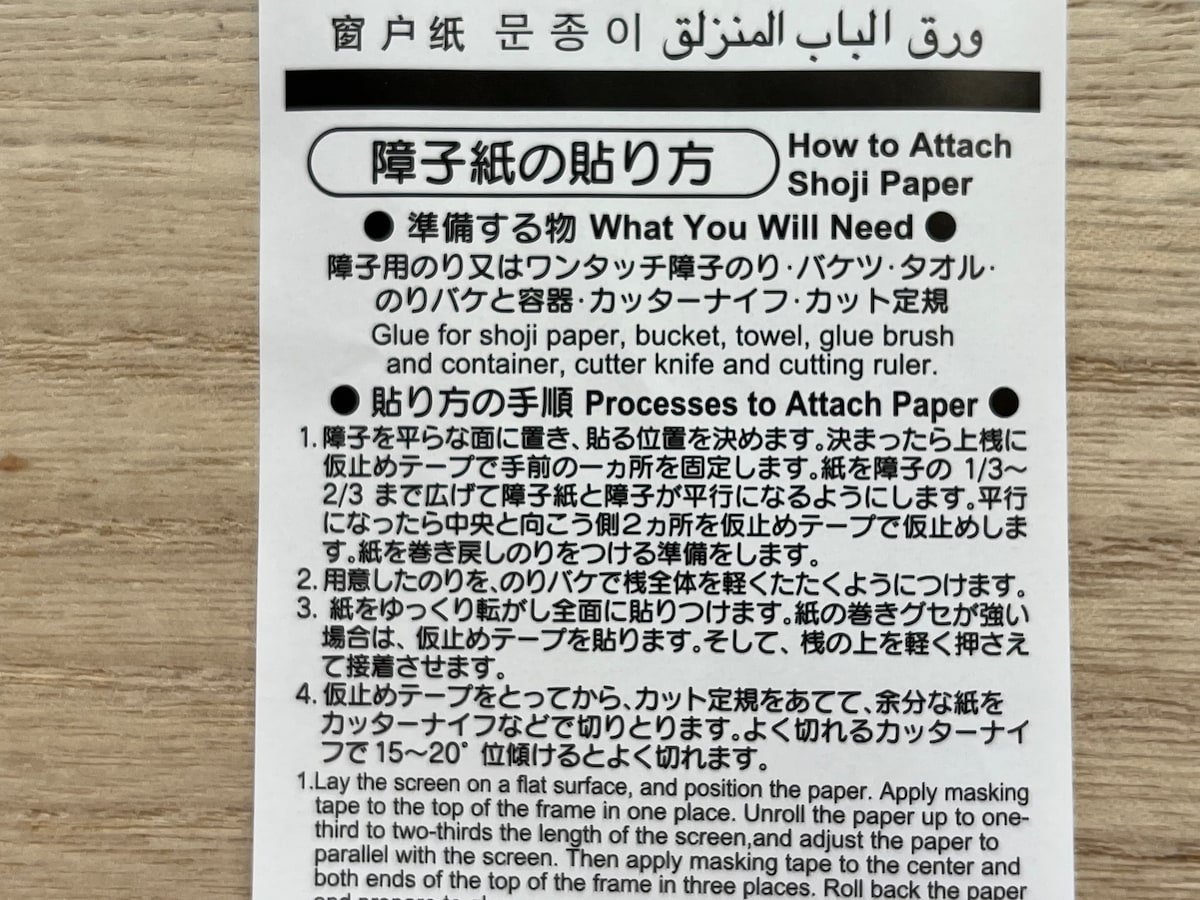 窗户纸 문종이 ورق الباب المنزلق
障子紙の貼り方
How to Attach
Shoji Paper
● 準備する物 What You Will Need ●
障子用のり又はワンタッチ障子のり・バケツ・タオル・
のりバケと容器・カッターナイフ・カット定規
Glue for shoji paper, bucket, towel, glue brush
and container, cutter knife and cutting ruler.
● 貼り方の手順 Processes to Attach Paper ●
1. 障子を平らな面に置き、貼る位置を決めます。決まったら上桟に
仮止めテープで手前の一ヵ所を固定します。紙を障子の 1/3〜
2/3 まで広げて障子紙と障子が平行になるようにします。平行
になったら中央と向こう側2ヵ所を仮止めテープで仮止めしま
す。紙を巻き戻しのりをつける準備をします。
2. 用意したのりを、のりバケで桟全体を軽くたたくようにつけます。
3. 紙をゆっくり転がし全面に貼りつけます。紙の巻きグセが強い
場合は、仮止めテープを貼ります。そして、桟の上を軽く押さえ
て接着させます。
4. 仮止めテープをとってから、カット定規をあてて、余分な紙を
カッターナイフなどで切りとります。よく切れるカッターナイ
フで 15〜20° 位傾けるとよく切れます。
1.Lay the screen on a flat surface, and position the paper. Apply masking
tape to the top of the frame in one place. Unroll the paper up to one-
third to two-thirds the length of the screen,and adjust the paper to
parallel with the screen. Then apply masking tape to the center and
both ends of the top of the frame in three places. Roll back the paper